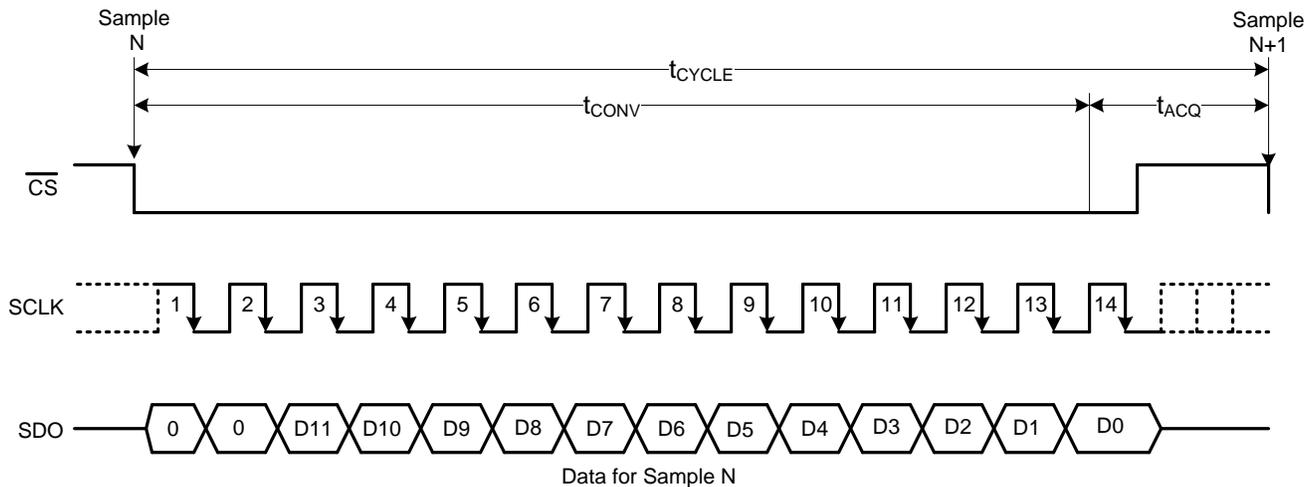 Sample N
Sample N+1
tCYCLE
tCONV
tACQ
CS
SCLK
1 2 3 4 5 6 7 8 9 10 11 12 13 14
SDO
0 0 D11 D10 D9 D8 D7 D6 D5 D4 D3 D2 D1 D0
Data for Sample N